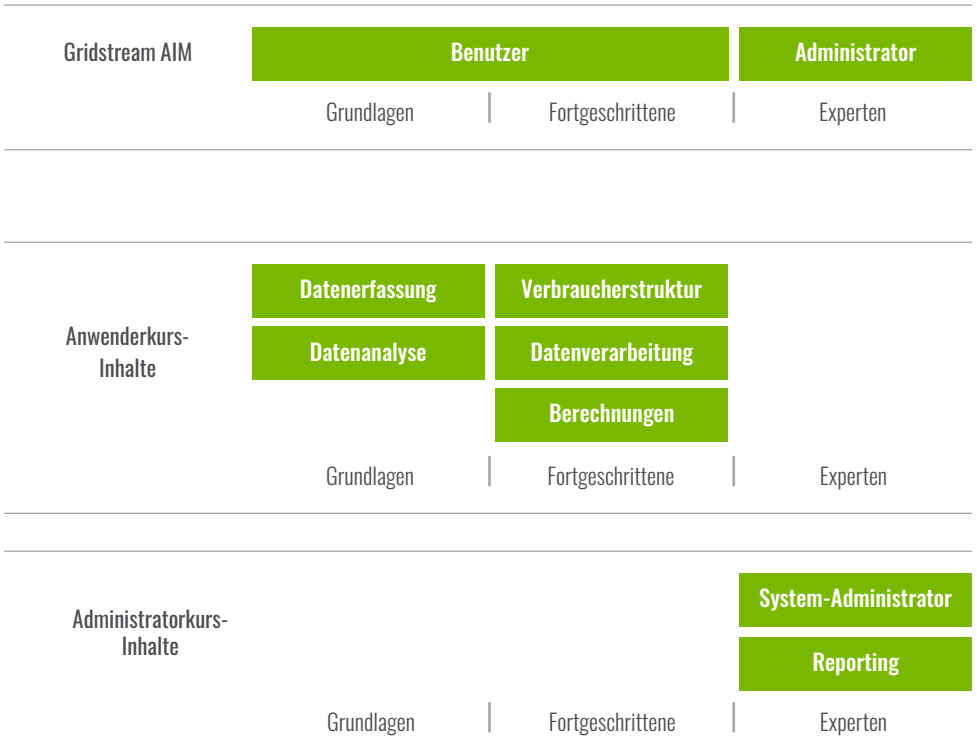 Gridstream AIM
Benutzer
Administrator
Grundlagen
Fortgeschrittene
Experten
Anwenderkurs-
Inhalte
Datenerfassung
Verbraucherstruktur
Datenanalyse
Datenverarbeitung
Berechnungen
Grundlagen
Fortgeschrittene
Experten
Administratorkurs-
Inhalte
System-Administrator
Reporting
Grundlagen
Fortgeschrittene
Experten